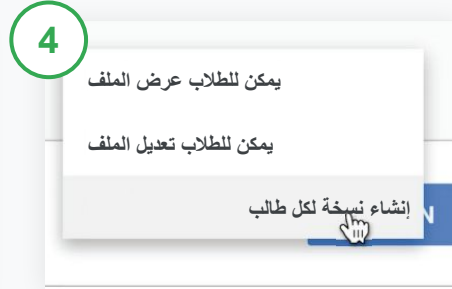 4
يمكن للطلاب عرض الملف
يمكن للطلاب تعديل الملف
إنشاء نسخة لكل طالب
N